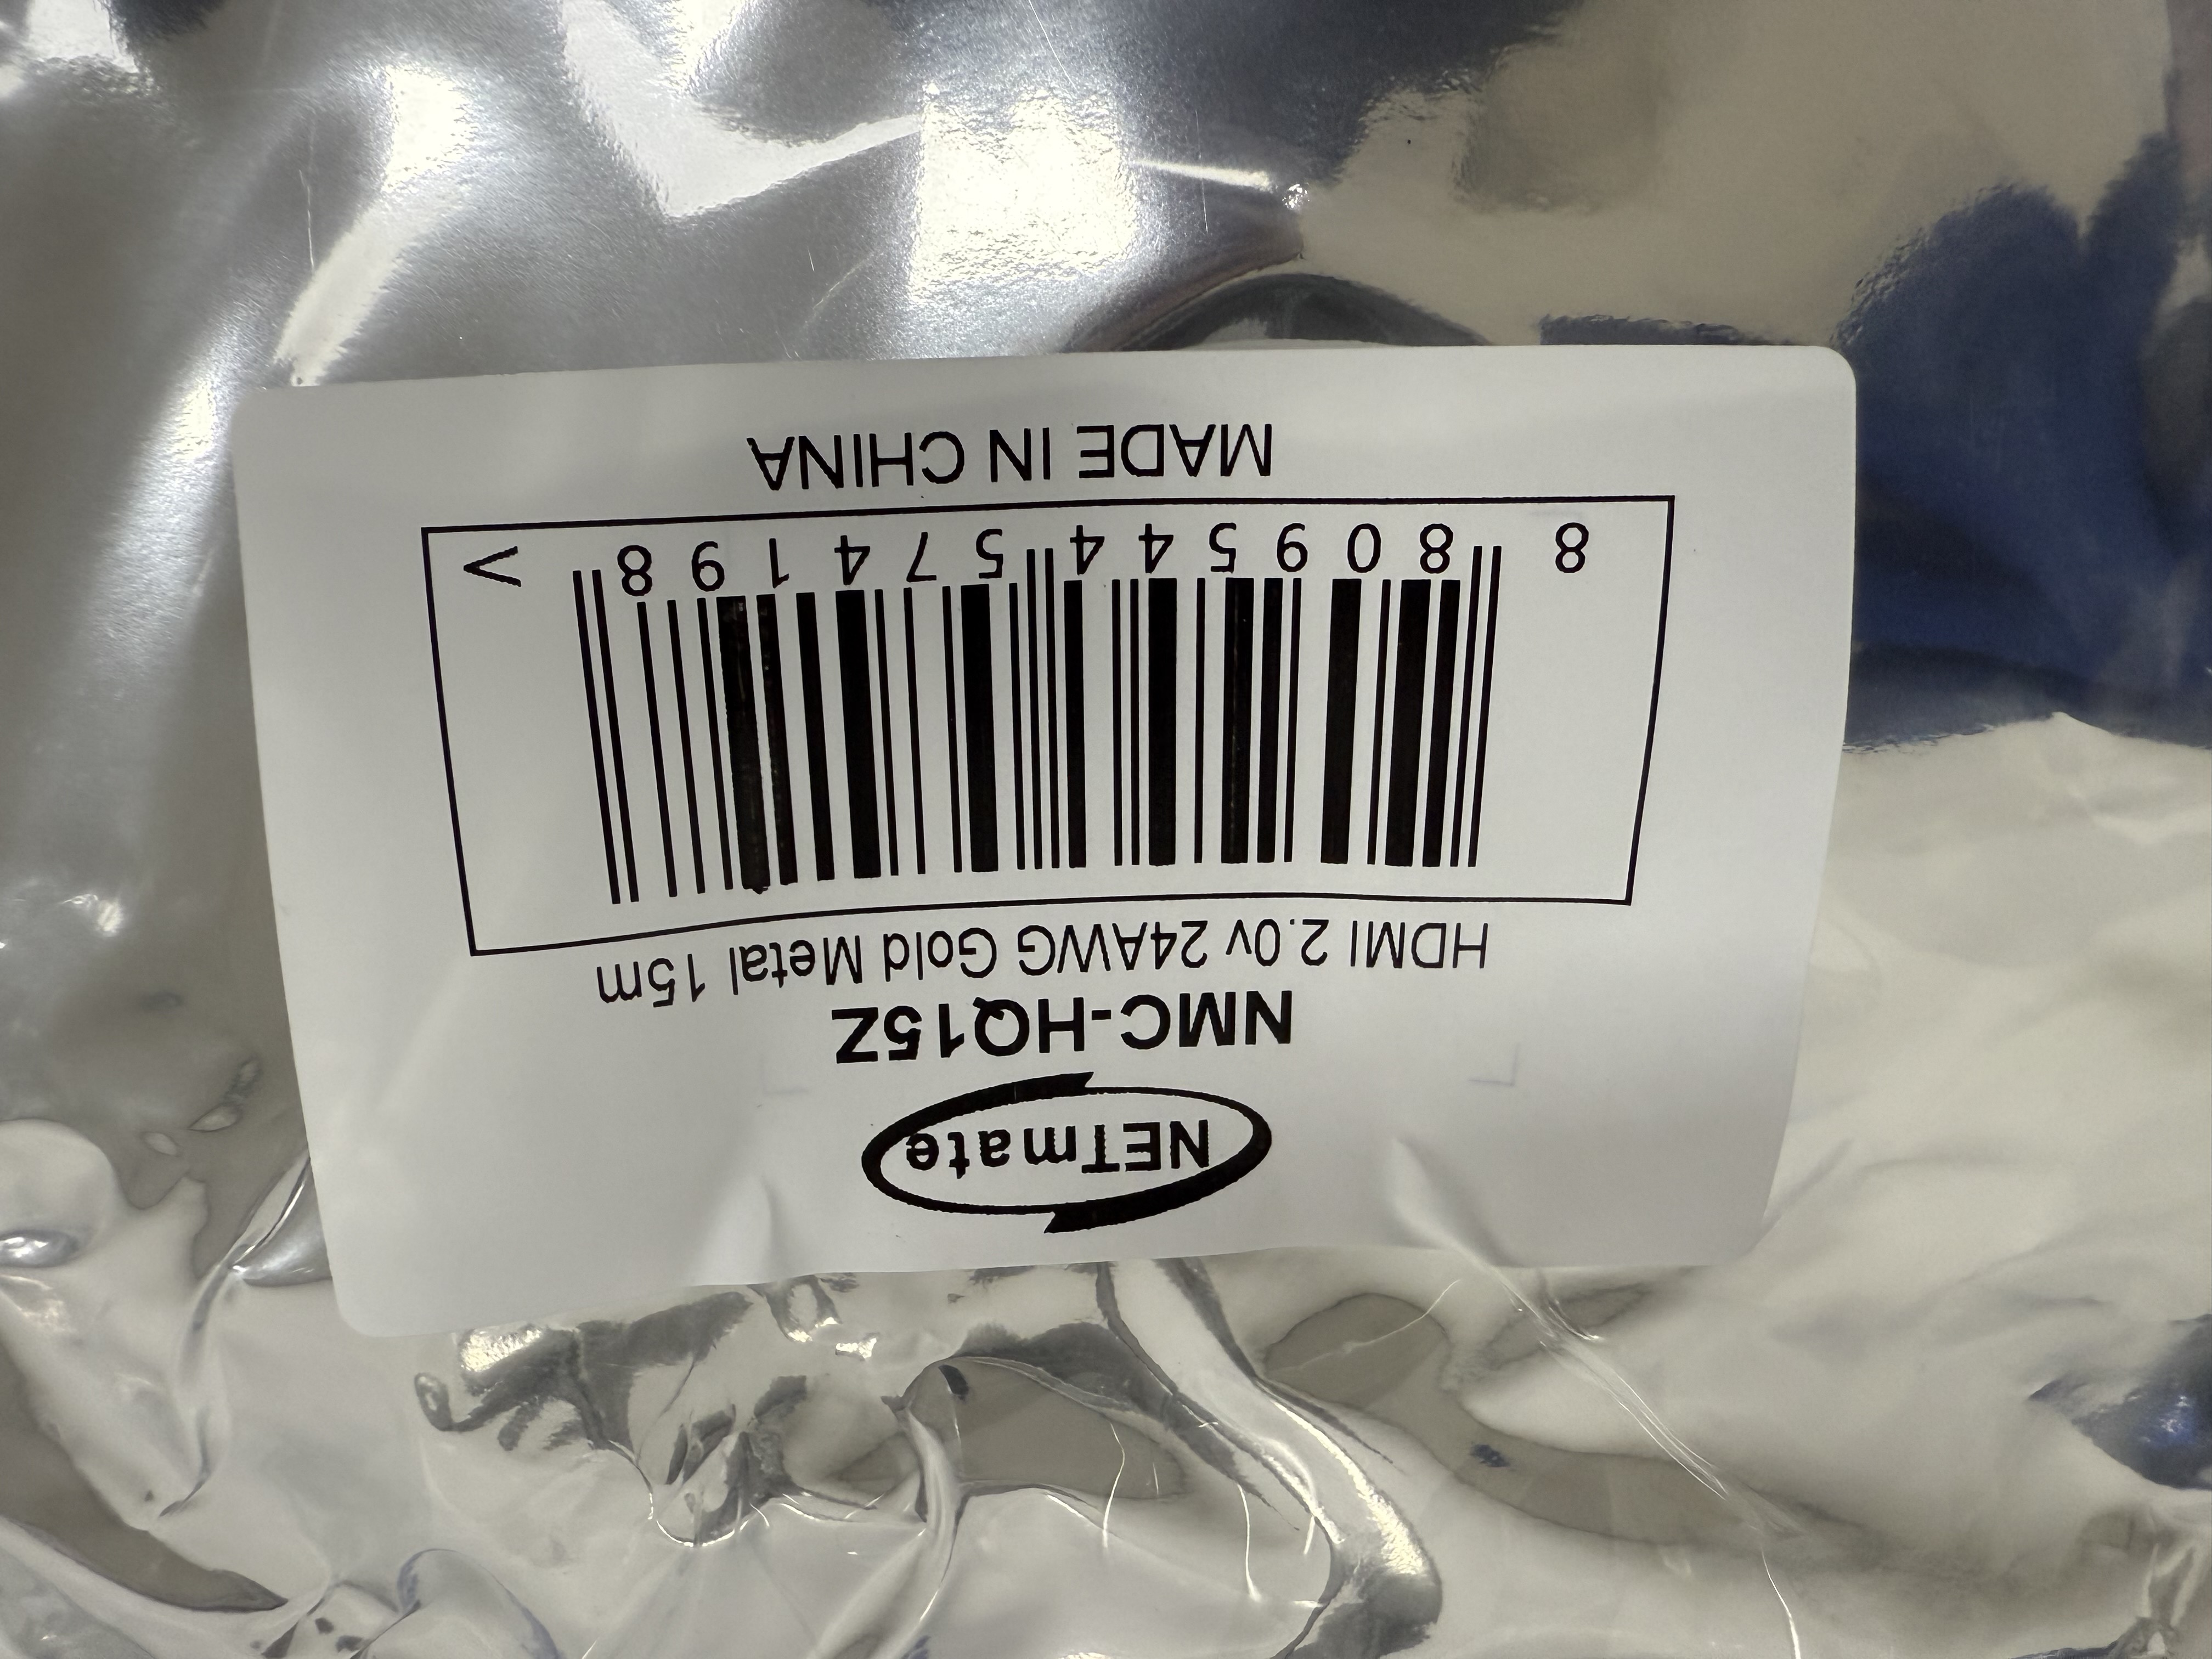 NETmate
NMC-HQ15Z
HDMI 2.0v 24AWG Gold Metal 15m
8 809544 574198 >
MADE IN CHINA